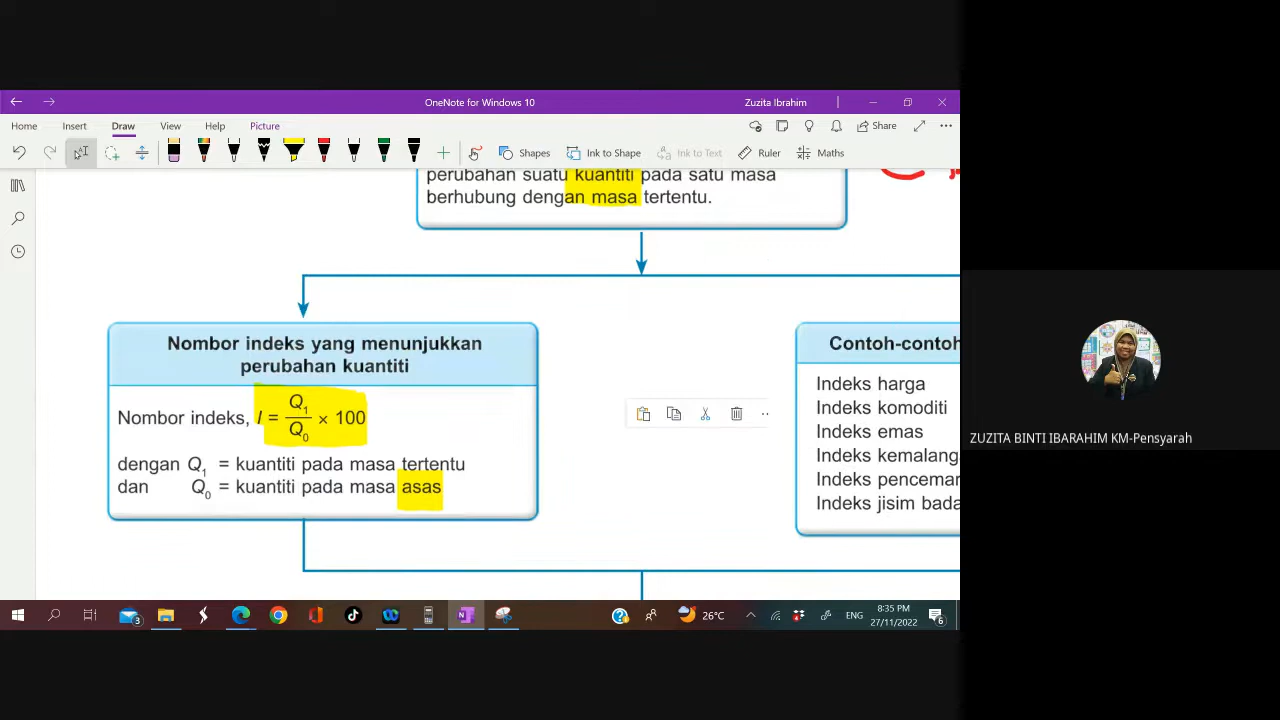 OneNote for Windows 10
Zuzita Ibrahim
Home Insert Draw View Help Picture
Share
Shapes Ink to Shape Ink to Text Ruler Maths
perubahan suatu kuantiti pada satu masa
berhubung dengan masa tertentu.
Nombor indeks yang menunjukkan
perubahan kuantiti
Nombor indeks, I = Q₁/Q₀ × 100
dengan Q₁ = kuantiti pada masa tertentu
dan Q₀ = kuantiti pada masa asas
Contoh-contoh
Indeks harga
Indeks komoditi
Indeks emas
Indeks kemalang
Indeks pencemar
Indeks jisim bada
ZUZITA BINTI IBARAHIM KM-Pensyarah
3
26°C
ENG
8:35 PM
27/11/2022
6